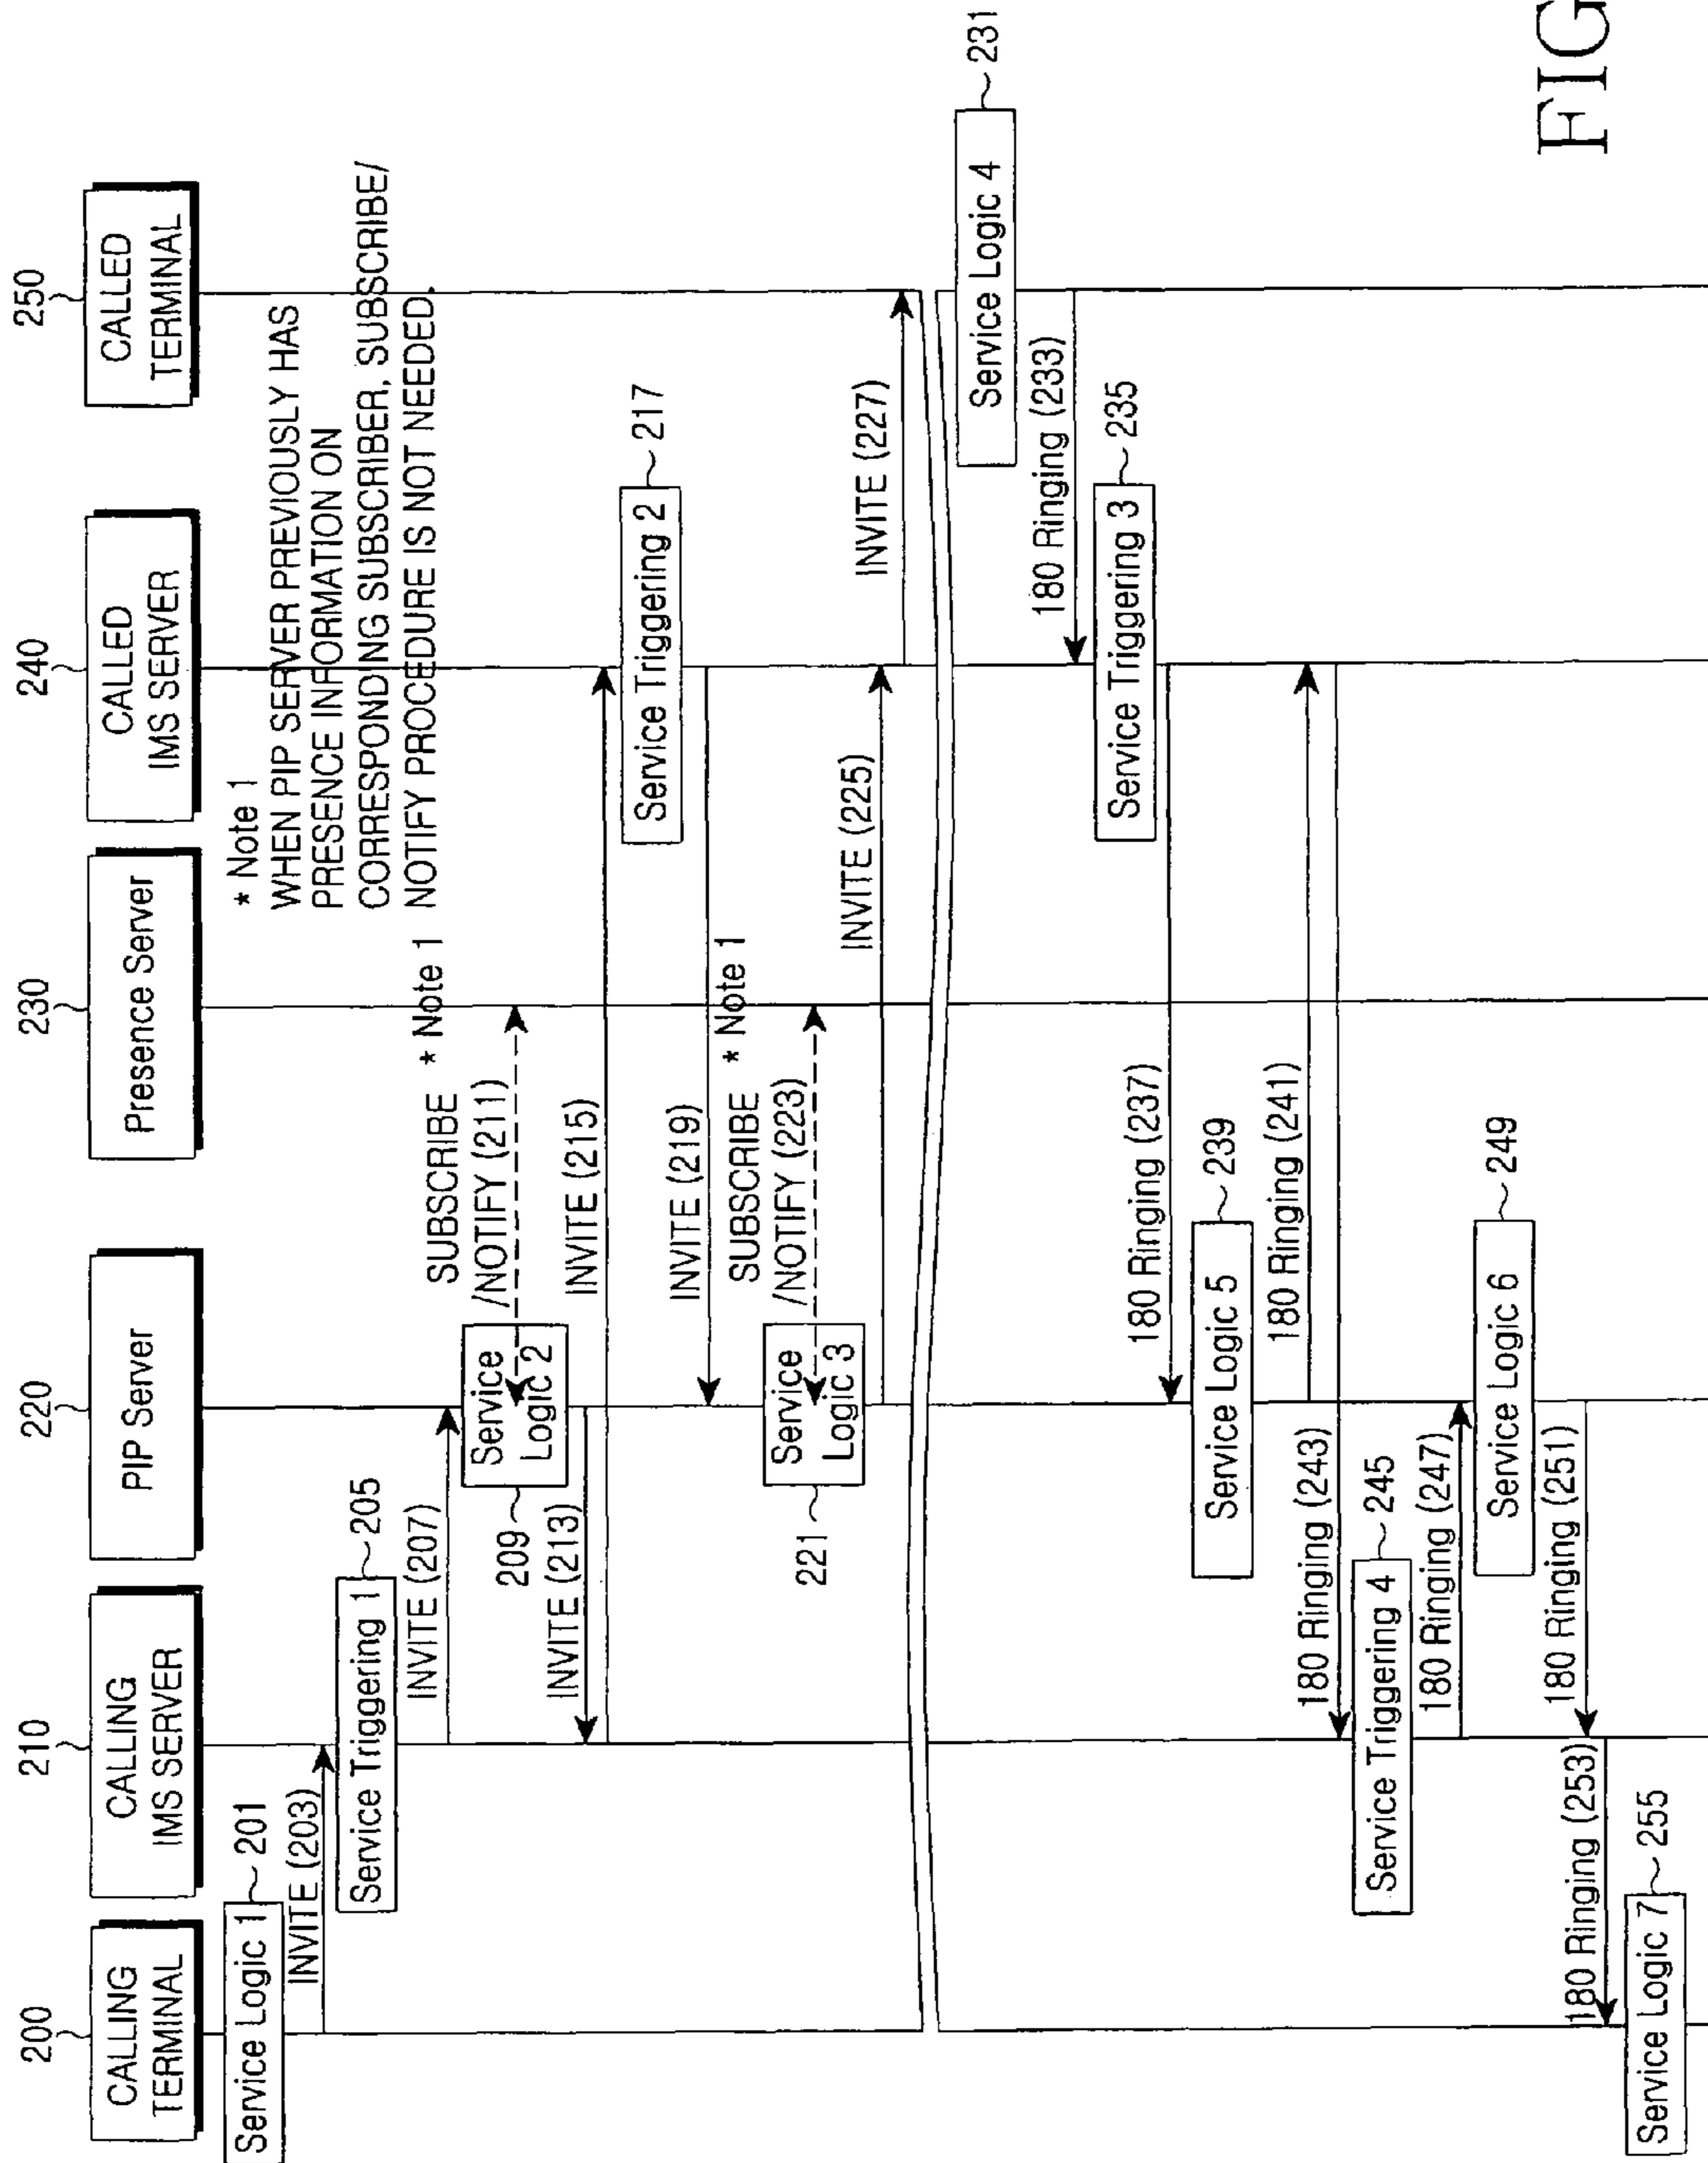 200
CALLING
TERMINAL
210
CALLING
IMS SERVER
220
PIP Server
230
Presence Server
240
CALLED
IMS SERVER
250
CALLED
TERMINAL
* Note 1
WHEN PIP SERVER PREVIOUSLY HAS
PRESENCE INFORMATION ON
CORRESPONDING SUBSCRIBER, SUBSCRIBE/
NOTIFY PROCEDURE IS NOT NEEDED.
Service Logic 1
201
INVITE (203)
Service Triggering 1
205
INVITE (207)
SUBSCRIBE * Note 1
/NOTIFY (211)
Service
Logic 2
209
INVITE (213)
INVITE (215)
Service Triggering 2
217
INVITE (219)
SUBSCRIBE * Note 1
/NOTIFY (223)
Service
Logic 3
221
INVITE (225)
INVITE (227)
Service Logic 4
231
180 Ringing (233)
Service Triggering 3
235
180 Ringing (237)
Service Logic 5
239
180 Ringing (241)
180 Ringing (243)
Service Triggering 4
245
180 Ringing (247)
Service Logic 6
249
180 Ringing (251)
180 Ringing (253)
Service Logic 7
255
FIG